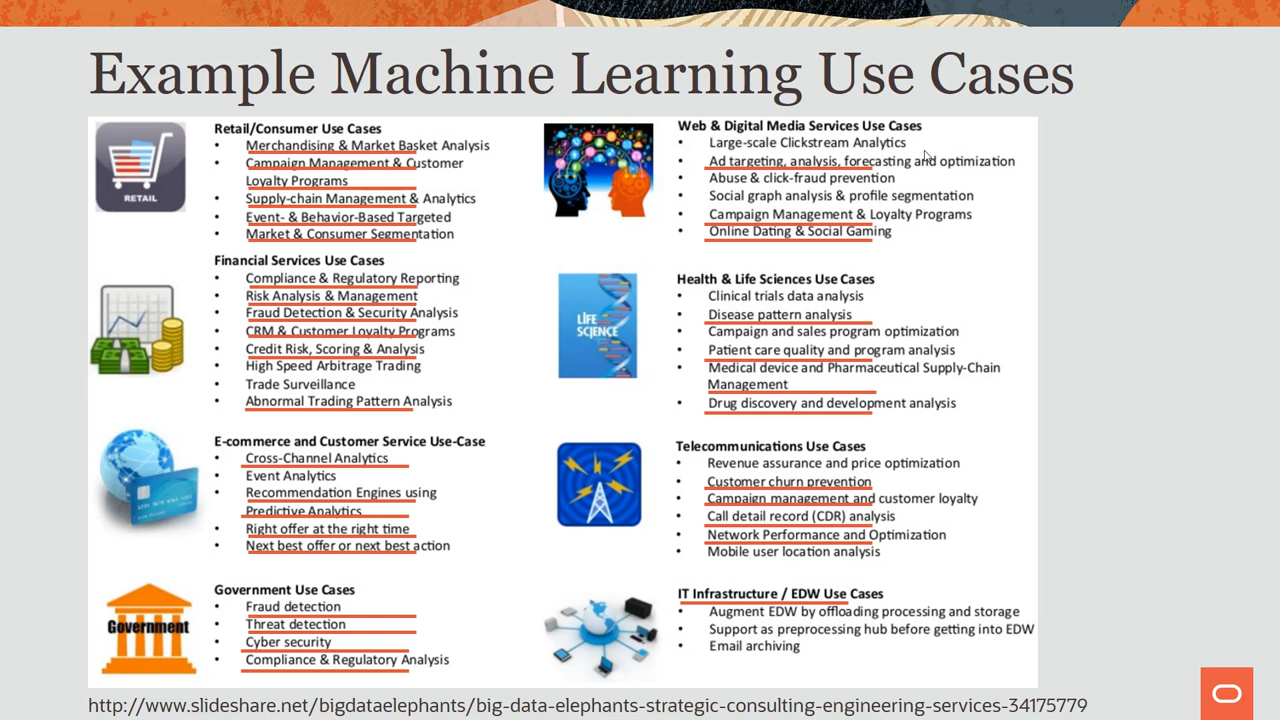 Example Machine Learning Use Cases
RETAIL
Retail/Consumer Use Cases
• Merchandising & Market Basket Analysis
• Campaign Management & Customer
Loyalty Programs
• Supply-chain Management & Analytics
• Event- & Behavior-Based Targeted
• Market & Consumer Segmentation
Financial Services Use Cases
• Compliance & Regulatory Reporting
• Risk Analysis & Management
• Fraud Detection & Security Analysis
• CRM & Customer Loyalty Programs
• Credit Risk, Scoring & Analysis
• High Speed Arbitrage Trading
• Trade Surveillance
• Abnormal Trading Pattern Analysis
E-commerce and Customer Service Use-Case
• Cross-Channel Analytics
• Event Analytics
• Recommendation Engines using
Predictive Analytics
• Right offer at the right time
• Next best offer or next best action
Government
Government Use Cases
• Fraud detection
• Threat detection
• Cyber security
• Compliance & Regulatory Analysis
Web & Digital Media Services Use Cases
• Large-scale Clickstream Analytics
• Ad targeting, analysis, forecasting and optimization
• Abuse & click-fraud prevention
• Social graph analysis & profile segmentation
• Campaign Management & Loyalty Programs
• Online Dating & Social Gaming
LIFE
SCIENCE
Health & Life Sciences Use Cases
• Clinical trials data analysis
• Disease pattern analysis
• Campaign and sales program optimization
• Patient care quality and program analysis
• Medical device and Pharmaceutical Supply-Chain
Management
• Drug discovery and development analysis
Telecommunications Use Cases
• Revenue assurance and price optimization
• Customer churn prevention
• Campaign management and customer loyalty
• Call detail record (CDR) analysis
• Network Performance and Optimization
• Mobile user location analysis
IT Infrastructure / EDW Use Cases
• Augment EDW by offloading processing and storage
• Support as preprocessing hub before getting into EDW
• Email archiving
http://www.slideshare.net/bigdataelephants/big-data-elephants-strategic-consulting-engineering-services-34175779